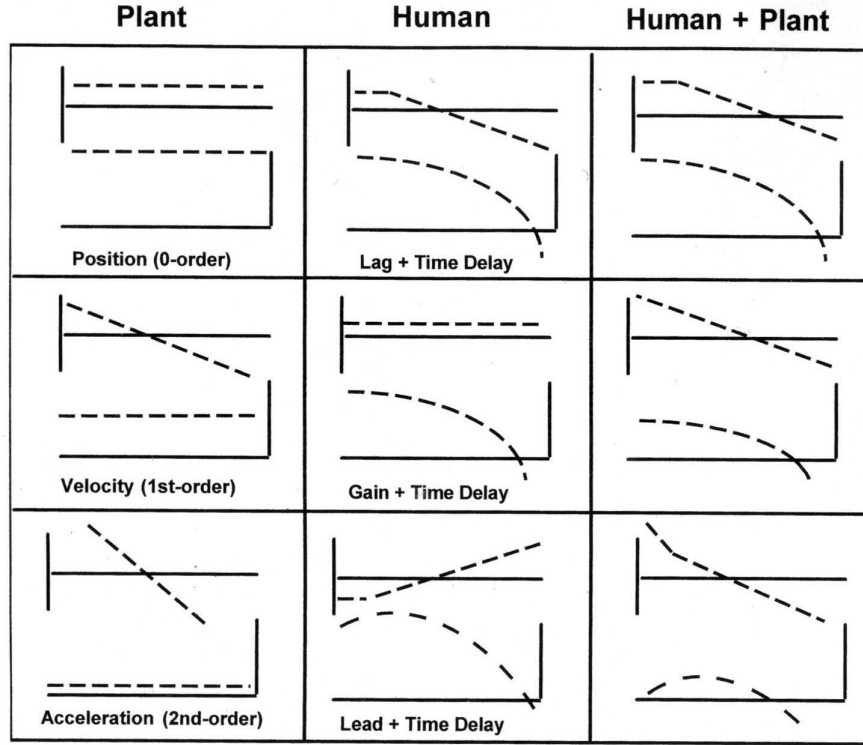 Plant Human Human + Plant
Position (0-order) Lag + Time Delay
Velocity (1st-order) Gain + Time Delay
Acceleration (2nd-order) Lead + Time Delay